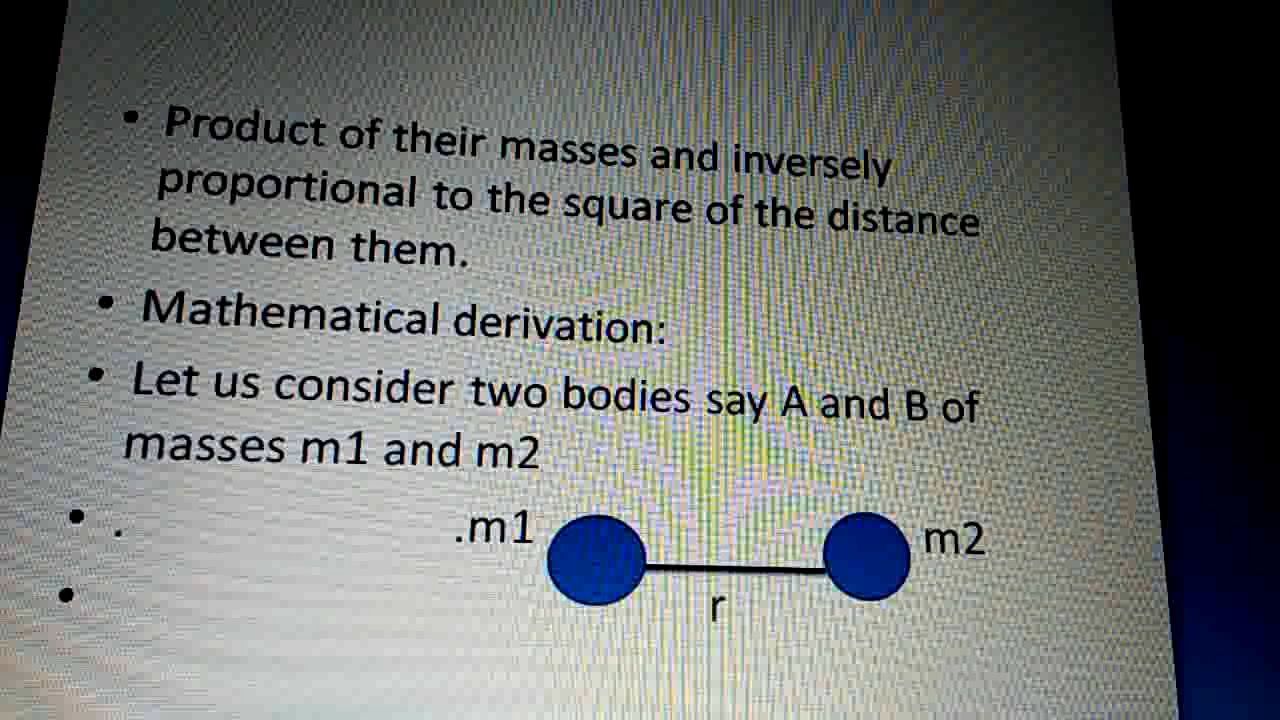 • Product of their masses and inversely
proportional to the square of the distance
between them.
• Mathematical derivation:
• Let us consider two bodies say A and B of
masses m1 and m2
• . .m1 m2
r
•